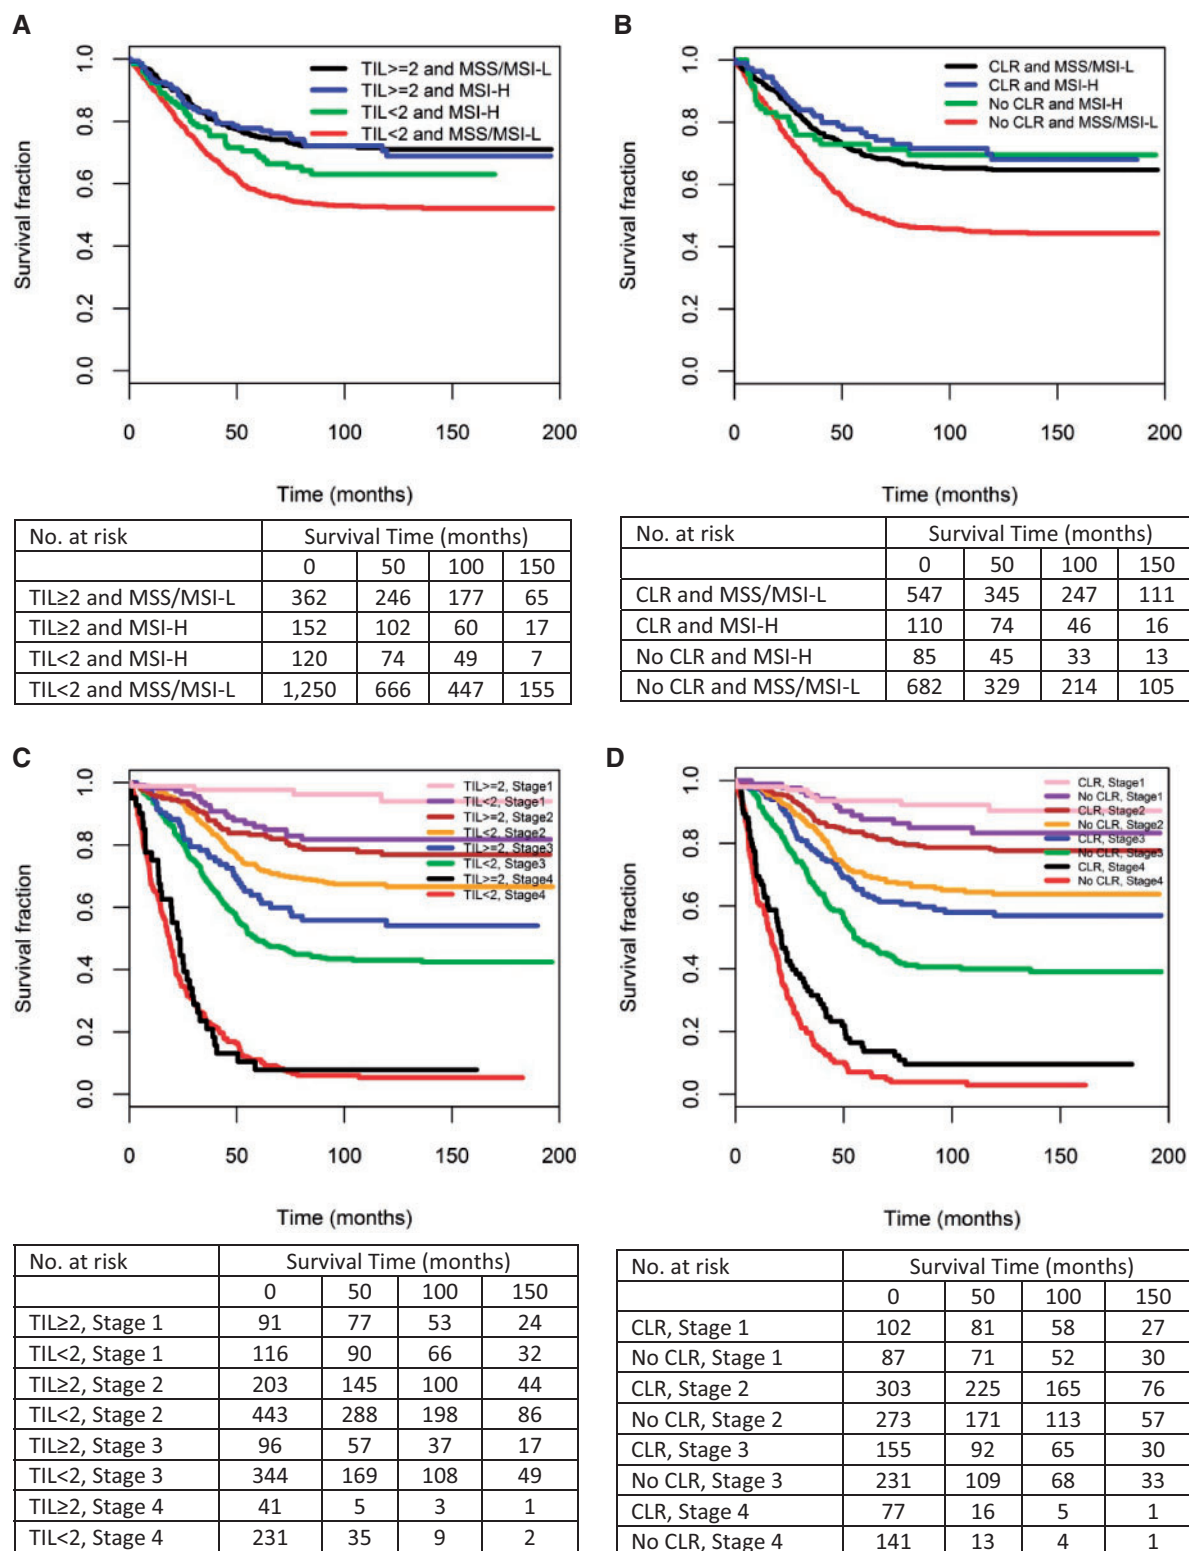 A
1.0
0.8
0.6
0.4
0.2
0.0
Survival fraction
TIL>=2 and MSS/MSI-L
TIL>=2 and MSI-H
TIL<2 and MSI-H
TIL<2 and MSS/MSI-L
0 50 100 150 200
Time (months)
No. at risk Survival Time (months)
0 50 100 150
TIL≥2 and MSS/MSI-L 362 246 177 65
TIL≥2 and MSI-H 152 102 60 17
TIL<2 and MSI-H 120 74 49 7
TIL<2 and MSS/MSI-L 1,250 666 447 155
B
1.0
0.8
0.6
0.4
0.2
0.0
Survival fraction
CLR and MSS/MSI-L
CLR and MSI-H
No CLR and MSI-H
No CLR and MSS/MSI-L
0 50 100 150 200
Time (months)
No. at risk Survival Time (months)
0 50 100 150
CLR and MSS/MSI-L 547 345 247 111
CLR and MSI-H 110 74 46 16
No CLR and MSI-H 85 45 33 13
No CLR and MSS/MSI-L 682 329 214 105
C
1.0
0.8
0.6
0.4
0.2
0.0
Survival fraction
TIL>=2, Stage1
TIL<2, Stage1
TIL>=2, Stage2
TIL<2, Stage2
TIL>=2, Stage3
TIL<2, Stage3
TIL>=2, Stage4
TIL<2, Stage4
0 50 100 150 200
Time (months)
No. at risk Survival Time (months)
0 50 100 150
TIL≥2, Stage 1 91 77 53 24
TIL<2, Stage 1 116 90 66 32
TIL≥2, Stage 2 203 145 100 44
TIL<2, Stage 2 443 288 198 86
TIL≥2, Stage 3 96 57 37 17
TIL<2, Stage 3 344 169 108 49
TIL≥2, Stage 4 41 5 3 1
TIL<2, Stage 4 231 35 9 2
D
1.0
0.8
0.6
0.4
0.2
0.0
Survival fraction
CLR, Stage1
No CLR, Stage1
CLR, Stage2
No CLR, Stage2
CLR, Stage3
No CLR, Stage3
CLR, Stage4
No CLR, Stage4
0 50 100 150 200
Time (months)
No. at risk Survival Time (months)
0 50 100 150
CLR, Stage 1 102 81 58 27
No CLR, Stage 1 87 71 52 30
CLR, Stage 2 303 225 165 76
No CLR, Stage 2 273 171 113 57
CLR, Stage 3 155 92 65 30
No CLR, Stage 3 231 109 68 33
CLR, Stage 4 77 16 5 1
No CLR, Stage 4 141 13 4 1